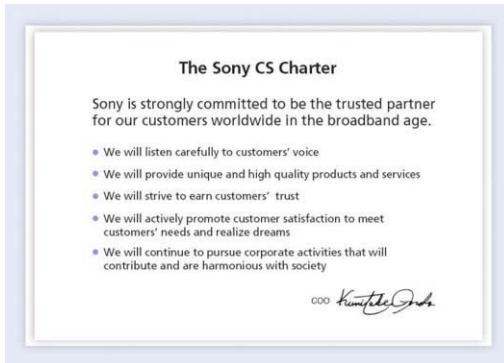 The Sony CS Charter
Sony is strongly committed to be the trusted partner
for our customers worldwide in the broadband age.
• We will listen carefully to customers' voice
• We will provide unique and high quality products and services
• We will strive to earn customers' trust
• We will actively promote customer satisfaction to meet
customers' needs and realize dreams
• We will continue to pursue corporate activities that will
contribute and are harmonious with society
COO Kunitake Ando